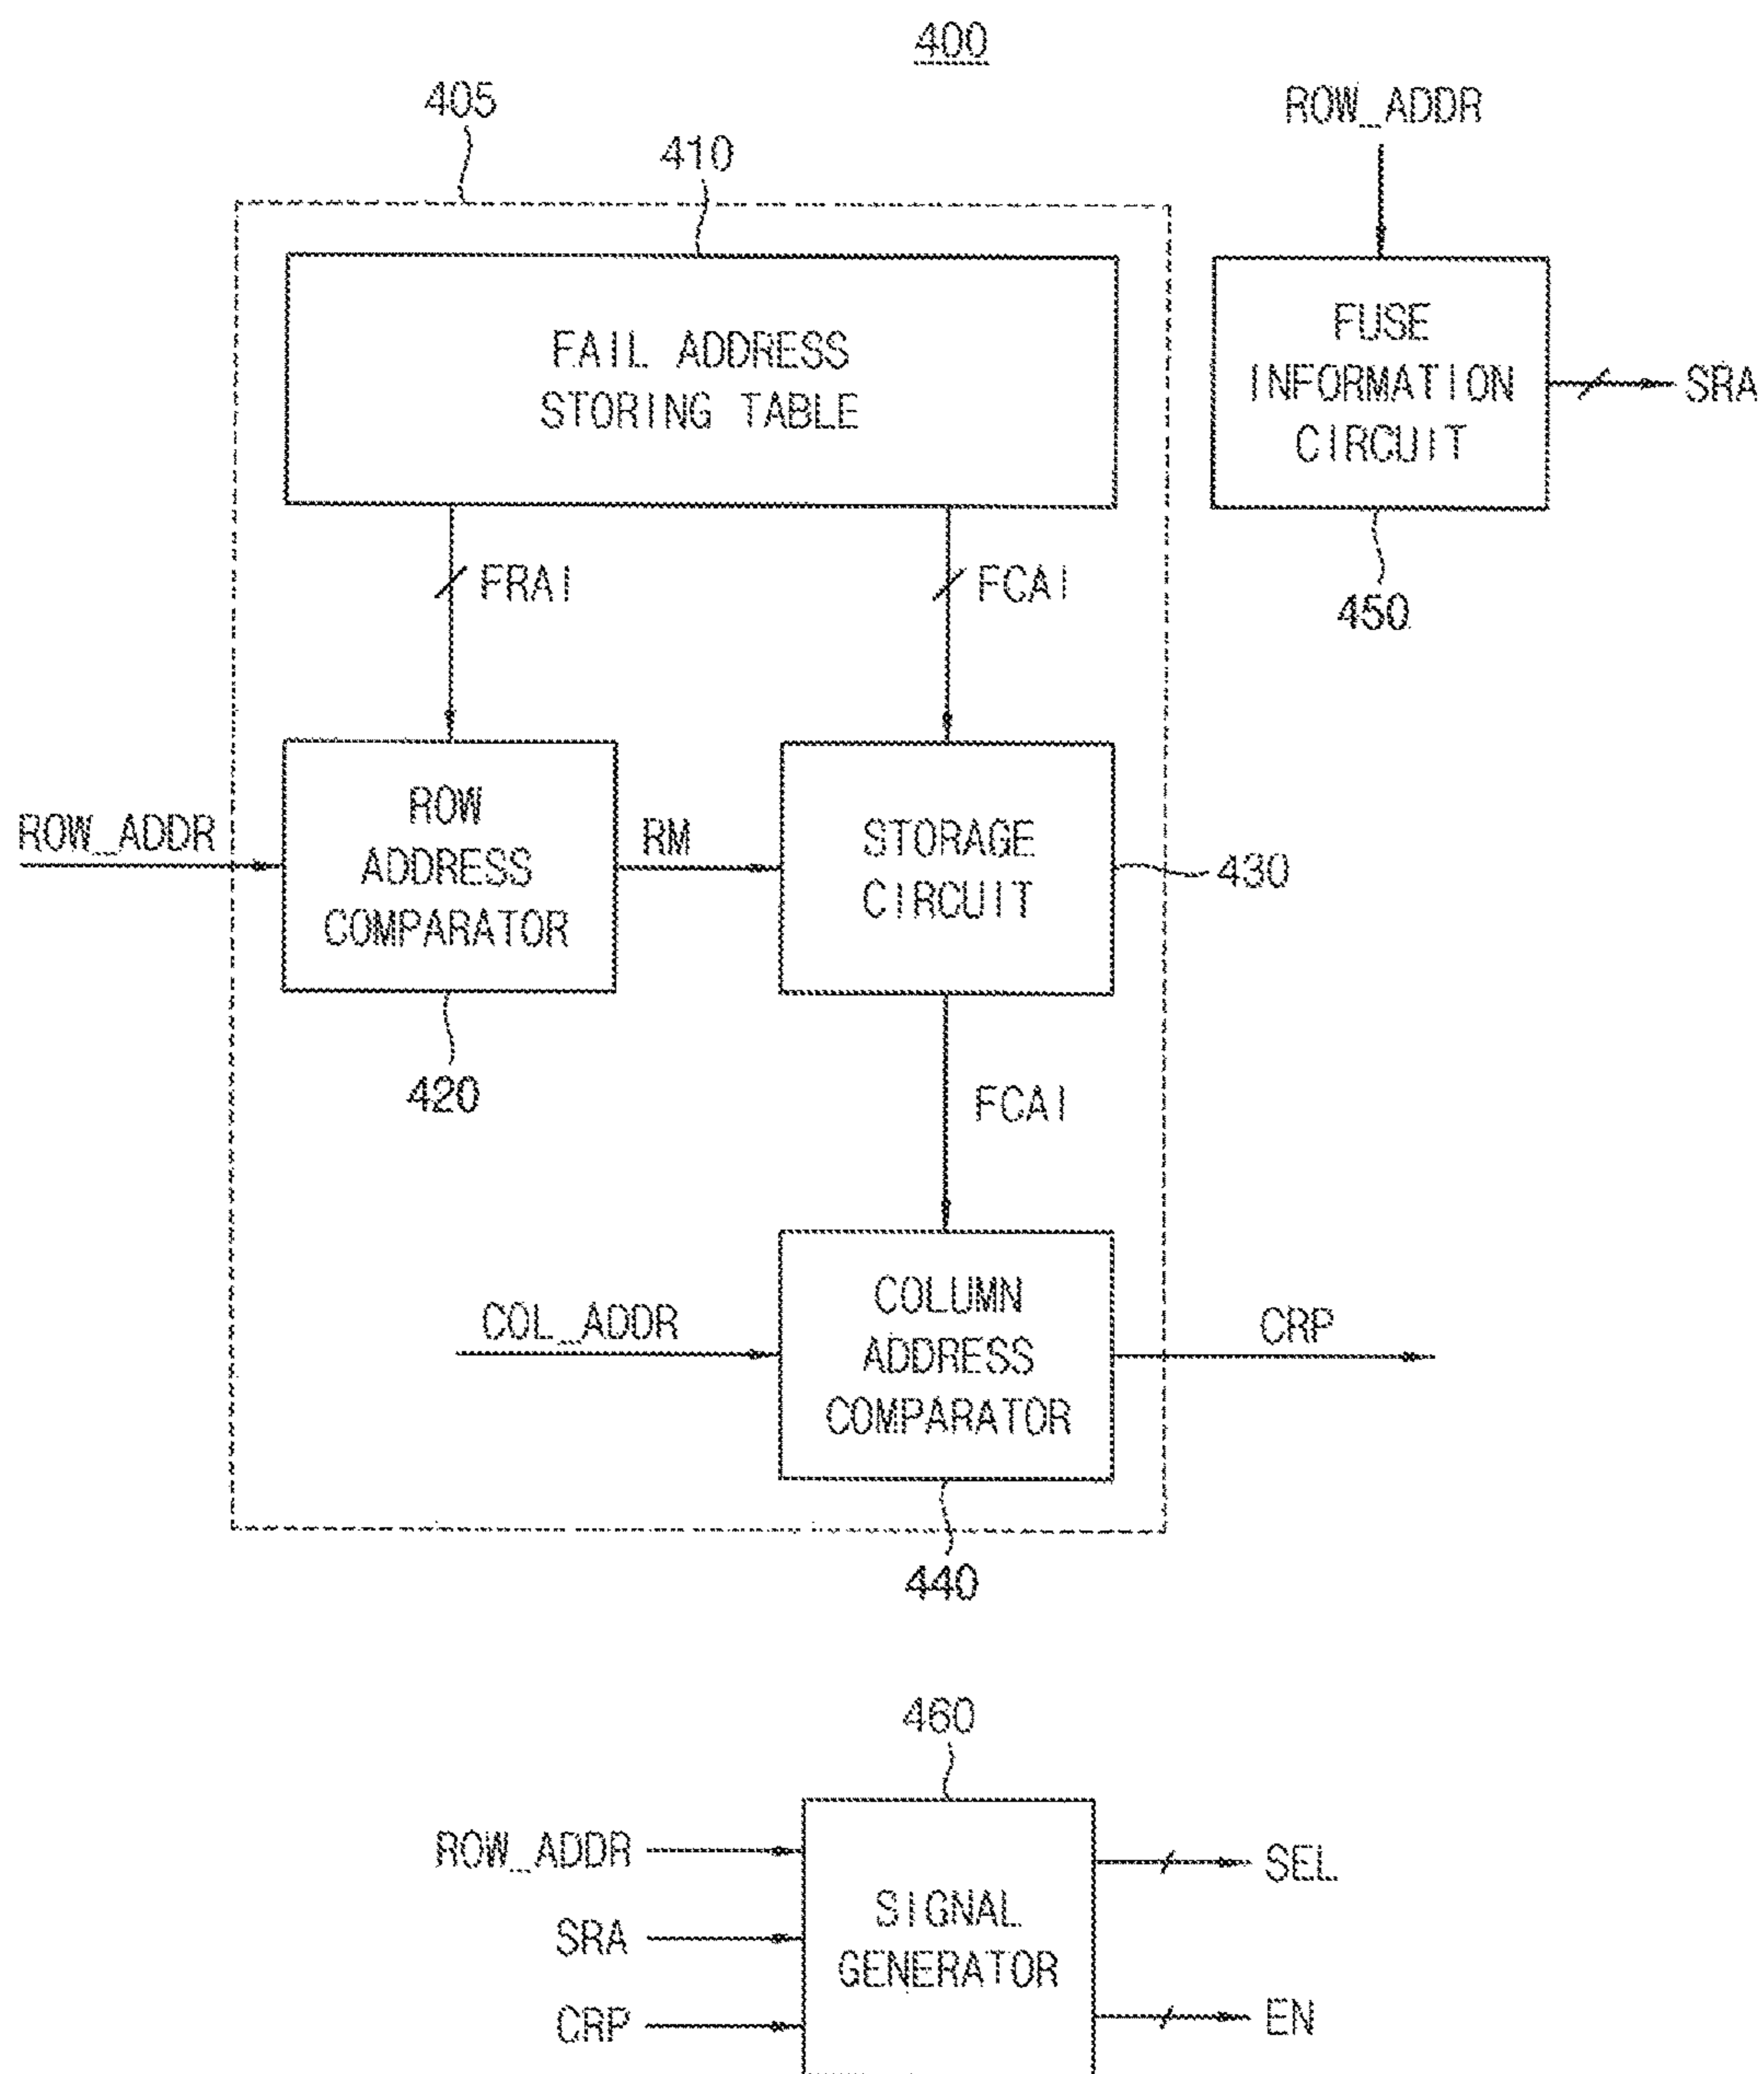 400
405
410
ROW_ADDR
FAIL ADDRESS
STORING TABLE
FUSE
INFORMATION
CIRCUIT
SRA
450
FRAI
FCAI
ROW_ADDR
ROW
ADDRESS
COMPARATOR
RM
STORAGE
CIRCUIT
430
420
FCAI
COL_ADDR
COLUMN
ADDRESS
COMPARATOR
CRP
440
460
ROW_ADDR
SRA
CRP
SIGNAL
GENERATOR
SEL
EN